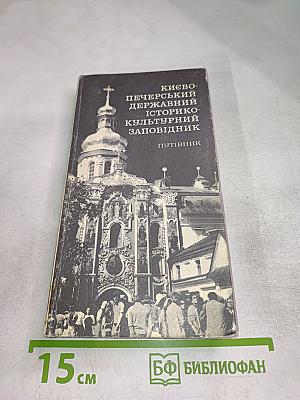 КИЄВО-
ПЕЧЕРСЬКИЙ
ДЕРЖАВНИЙ
ІСТОРИКО-
КУЛЬТУРНИЙ
ЗАПОВІДНИК
ПУТІВНИК
15 см
БФ БИБЛИОФАН